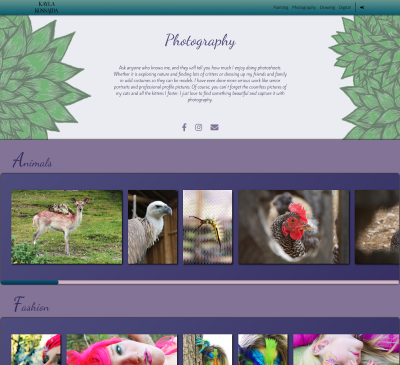 KAYLA
Painting Photography Drawing Digital
Photography
Ask anyone who knows me, and they will tell you how much I enjoy doing photoshoots.
Whether it is exploring nature and finding lots of critters or dressing up my friends and family
in wild costumes so they can be models. I have even done more serious work like senior
portraits and professional profile pictures. Of course, you can't forget the countless pictures of
my cats and all the kittens I foster. I just love to find something beautiful and capture it with
photography.
Animals
Fashion